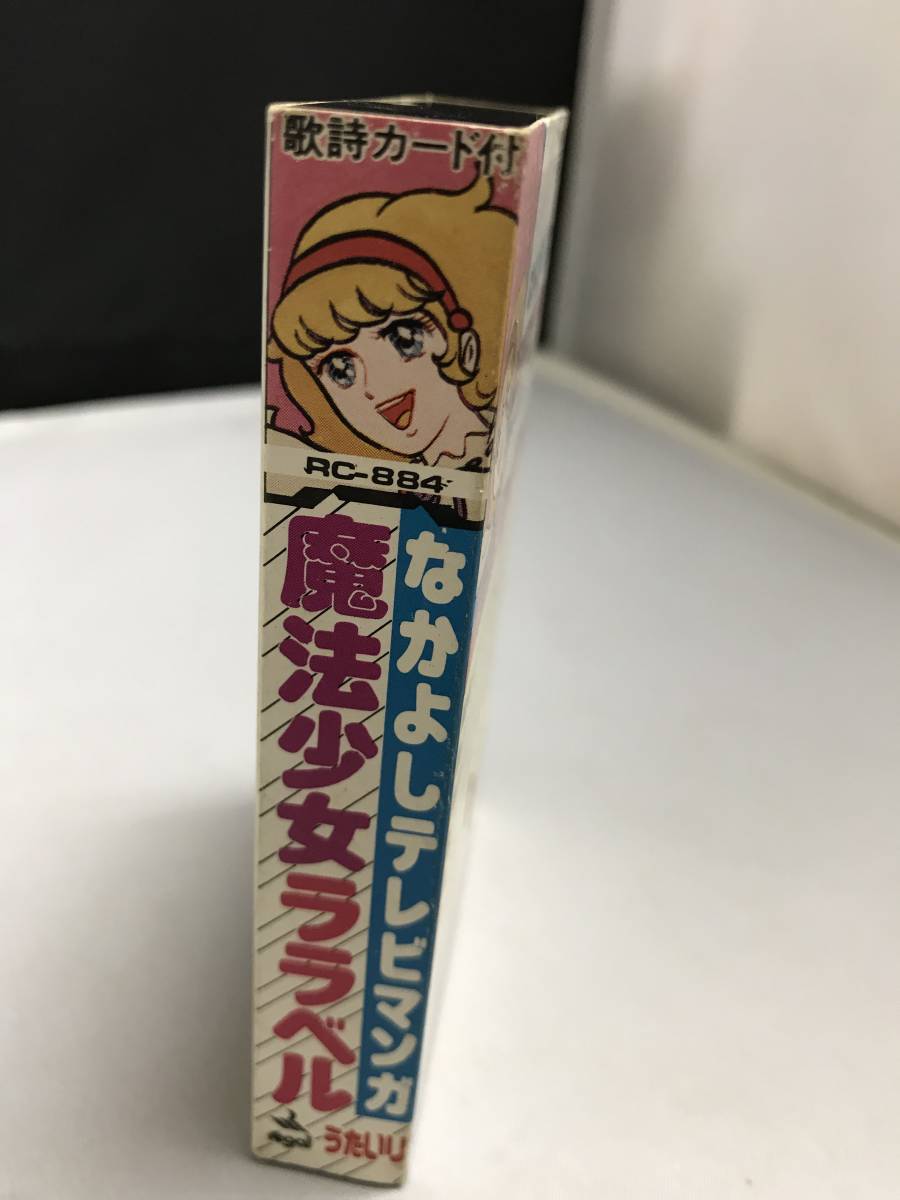 歌詩カード付
RC-884
なかよしテレビマンガ
魔法少女ララベル
うたいり